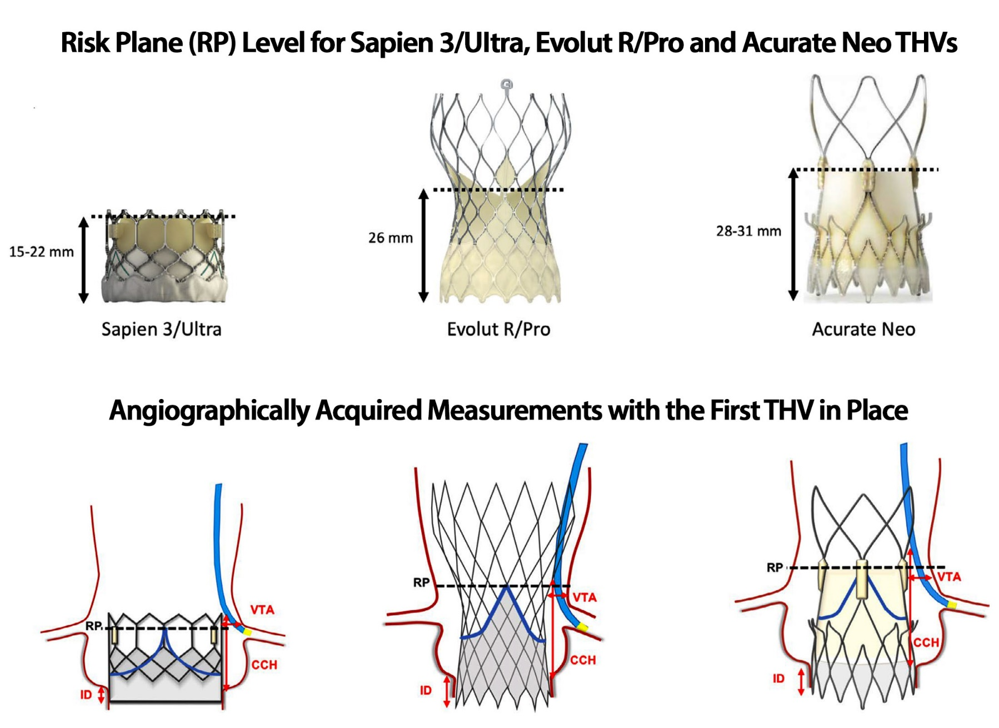 Risk Plane (RP) Level for Sapien 3/Ultra, Evolut R/Pro and Acurate Neo THVs
15-22 mm
26 mm
28-31 mm
Sapien 3/Ultra
Evolut R/Pro
Acurate Neo
Angiographically Acquired Measurements with the First THV in Place
RP
VTA
CCH
ID
RP
VTA
CCH
ID
RP
VTA
CCH
ID